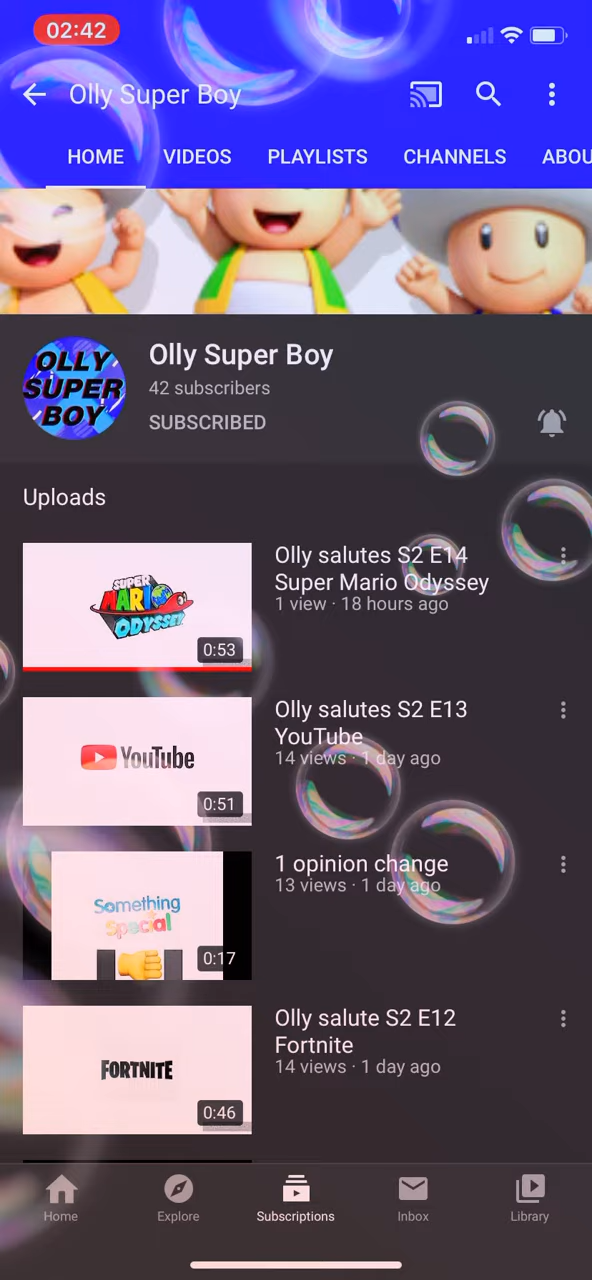 02:42
Olly Super Boy
HOME VIDEOS PLAYLISTS CHANNELS ABOU
OLLY
SUPER
BOY
Olly Super Boy
42 subscribers
SUBSCRIBED
Uploads
SUPER
MARIO
ODYSSEY
0:53
Olly salutes S2 E14
Super Mario Odyssey
1 view · 18 hours ago
YouTube
0:51
Olly salutes S2 E13
YouTube
14 views · 1 day ago
Something
Special
0:17
1 opinion change
13 views · 1 day ago
FORTNITE
0:46
Olly salute S2 E12
Fortnite
14 views · 1 day ago
Home Explore Subscriptions Inbox Library